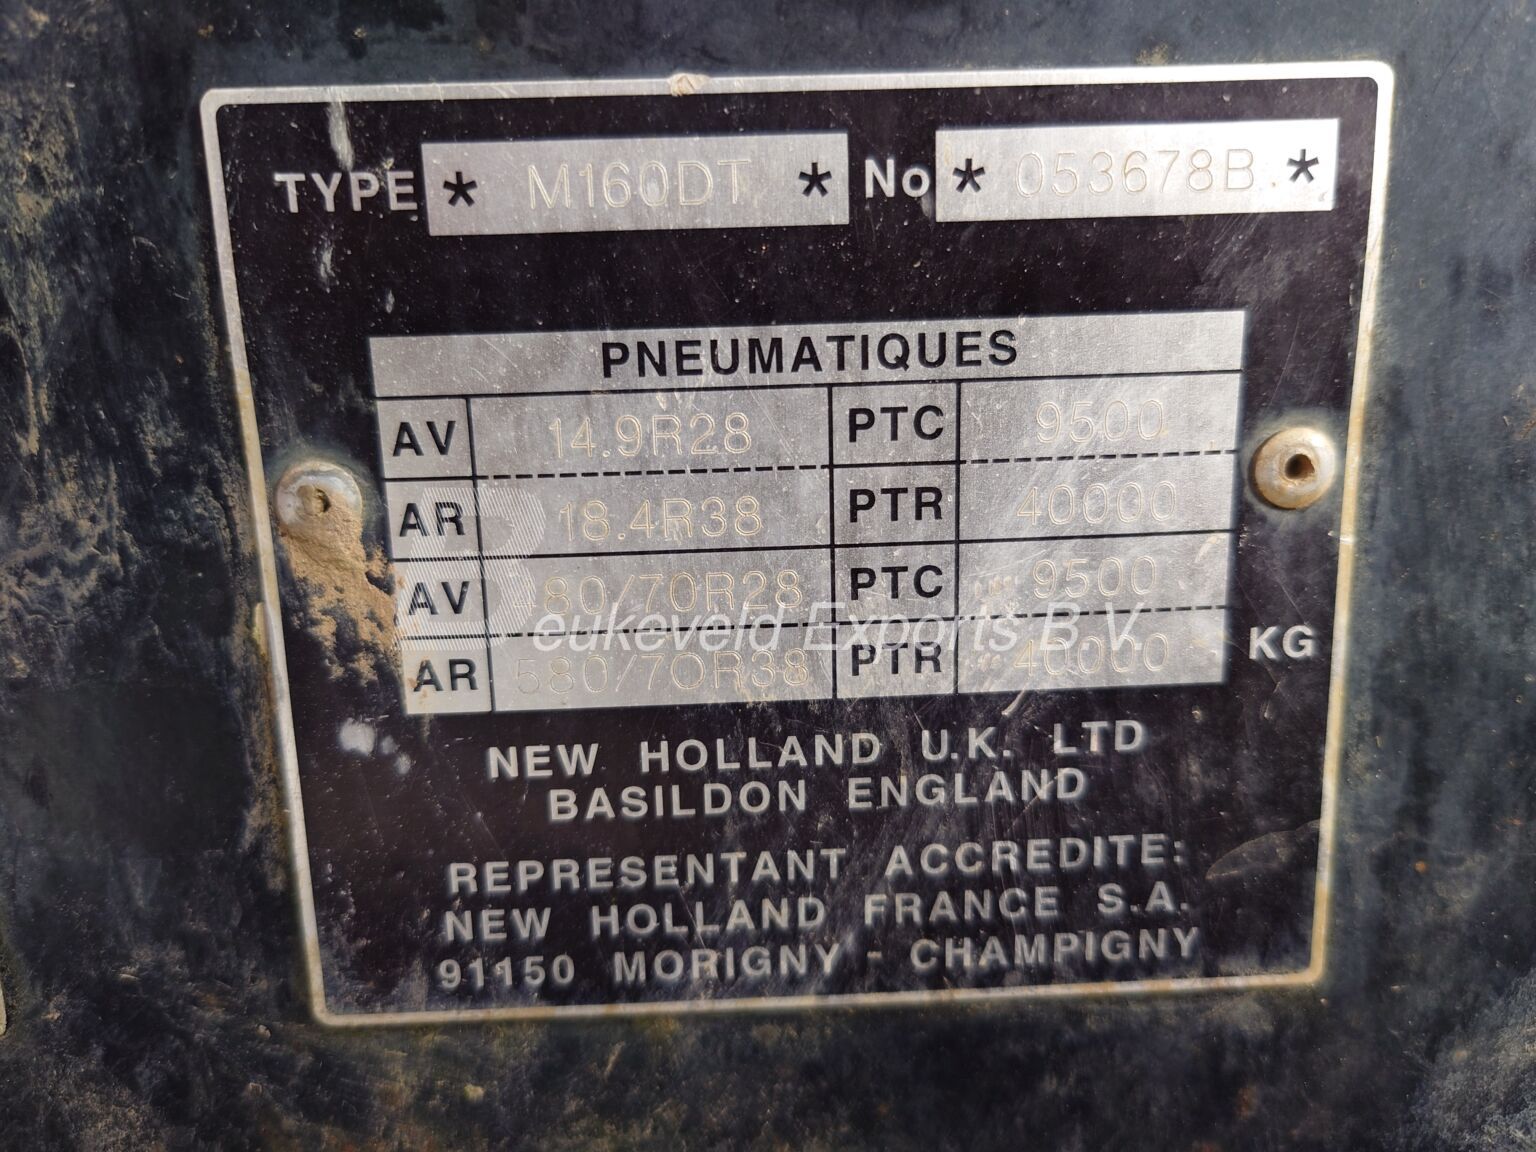 TYPE * M160DT * No * 053678B *
PNEUMATIQUES
AV 14.9R28 PTC 9500
AR 18.4R38 PTR 40000
AV 480/70R28 PTC 9500
Beukeveld Exports B.V.
AR 580/70R38 PTR 40000
KG
NEW HOLLAND U.K. LTD
BASILDON ENGLAND
REPRESENTANT ACCREDITE:
NEW HOLLAND FRANCE S.A.
91150 MORIGNY - CHAMPIGNY